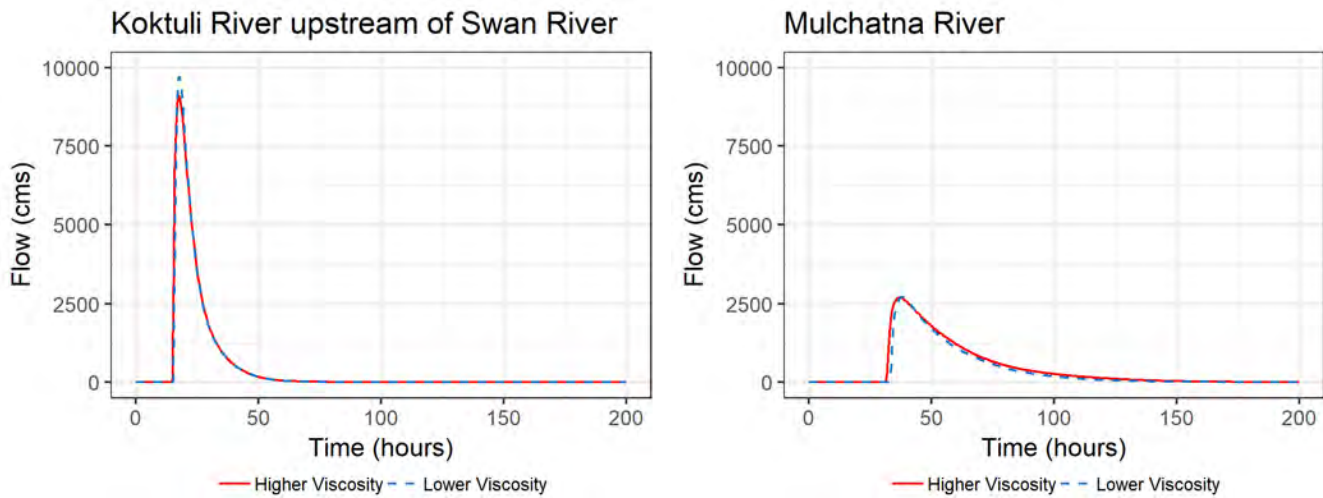 Koktuli River upstream of Swan River
10000
7500
5000
2500
0
Flow (cms)
0 50 100 150 200
Time (hours)
Higher Viscosity Lower Viscosity
Mulchatna River
10000
7500
5000
2500
0
Flow (cms)
0 50 100 150 200
Time (hours)
Higher Viscosity Lower Viscosity